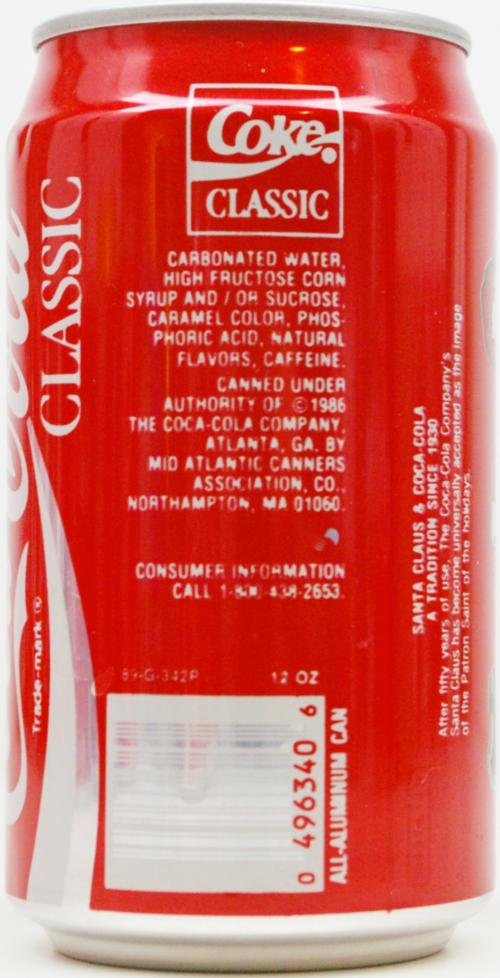 Coke
CLASSIC
CLASSIC
Trade-mark ®
CARBONATED WATER,
HIGH FRUCTOSE CORN
SYRUP AND / OR SUCROSE,
CARAMEL COLOR, PHOS-
PHORIC ACID, NATURAL
FLAVORS, CAFFEINE.
CANNED UNDER
AUTHORITY OF © 1986
THE COCA-COLA COMPANY,
ATLANTA, GA. BY
MID ATLANTIC CANNERS
ASSOCIATION, CO.,
NORTHAMPTON, MA 01060.
CONSUMER INFORMATION
CALL 1-800-438-2653.
89-G-342P
12 OZ
0 496340 6
ALL-ALUMINUM CAN
SANTA CLAUS & COCA-COLA
A TRADITION SINCE 1930
After fifty years of use, The Coca-Cola Company's
Santa Claus has become universally accepted as the image
of the Patron Saint of the holidays.